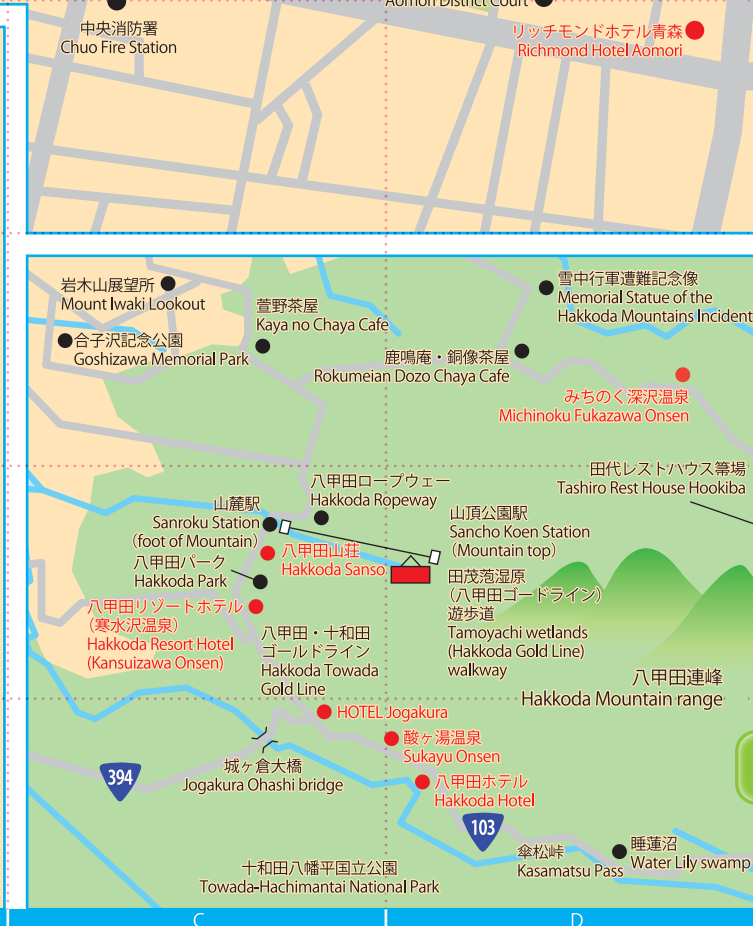 Aomori District Court
中央消防署
Chuo Fire Station
リッチモンドホテル青森
Richmond Hotel Aomori
岩木山展望所
Mount Iwaki Lookout
合子沢記念公園
Goshizawa Memorial Park
萱野茶屋
Kaya no Chaya Cafe
雪中行軍遭難記念像
Memorial Statue of the
Hakkoda Mountains Incident
鹿鳴庵・銅像茶屋
Rokumeian Dozo Chaya Cafe
みちのく深沢温泉
Michinoku Fukazawa Onsen
田代レストハウス箒場
Tashiro Rest House Hookiba
八甲田ロープウェー
Hakkoda Ropeway
山麓駅
Sanroku Station
(foot of Mountain)
山頂公園駅
Sancho Koen Station
(Mountain top)
八甲田山荘
Hakkoda Sanso
八甲田パーク
Hakkoda Park
田茂萢湿原
(八甲田ゴードライン)
遊歩道
Tamoyachi wetlands
(Hakkoda Gold Line)
walkway
八甲田リゾートホテル
(寒水沢温泉)
Hakkoda Resort Hotel
(Kansuizawa Onsen)
八甲田・十和田
ゴールドライン
Hakkoda Towada
Gold Line
八甲田連峰
Hakkoda Mountain range
HOTEL Jogakura
酸ヶ湯温泉
Sukayu Onsen
城ヶ倉大橋
Jogakura Ohashi bridge
394
八甲田ホテル
Hakkoda Hotel
103
傘松峠
Kasamatsu Pass
睡蓮沼
Water Lily swamp
十和田八幡平国立公園
Towada-Hachimantai National Park
C
D